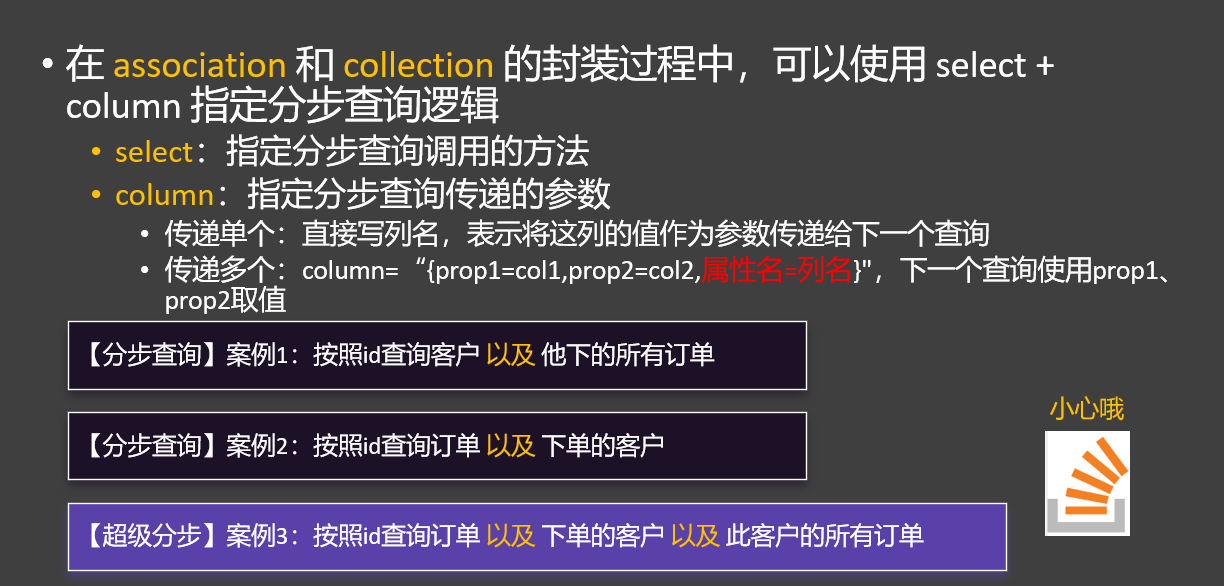 • 在 association 和 collection 的封装过程中，可以使用 select +
column 指定分步查询逻辑
• select：指定分步查询调用的方法
• column：指定分步查询传递的参数
• 传递单个：直接写列名，表示将这列的值作为参数传递给下一个查询
• 传递多个：column=“{prop1=col1,prop2=col2,属性名=列名}"，下一个查询使用prop1、
prop2取值
【分步查询】案例1：按照id查询客户 以及 他下的所有订单
【分步查询】案例2：按照id查询订单 以及 下单的客户
小心哦
【超级分步】案例3：按照id查询订单 以及 下单的客户 以及 此客户的所有订单